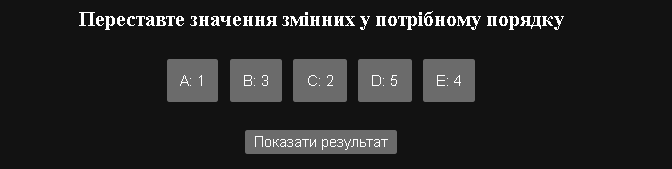 Переставте значення змінних у потрібному порядку
A: 1 B: 3 C: 2 D: 5 E: 4
Показати результат